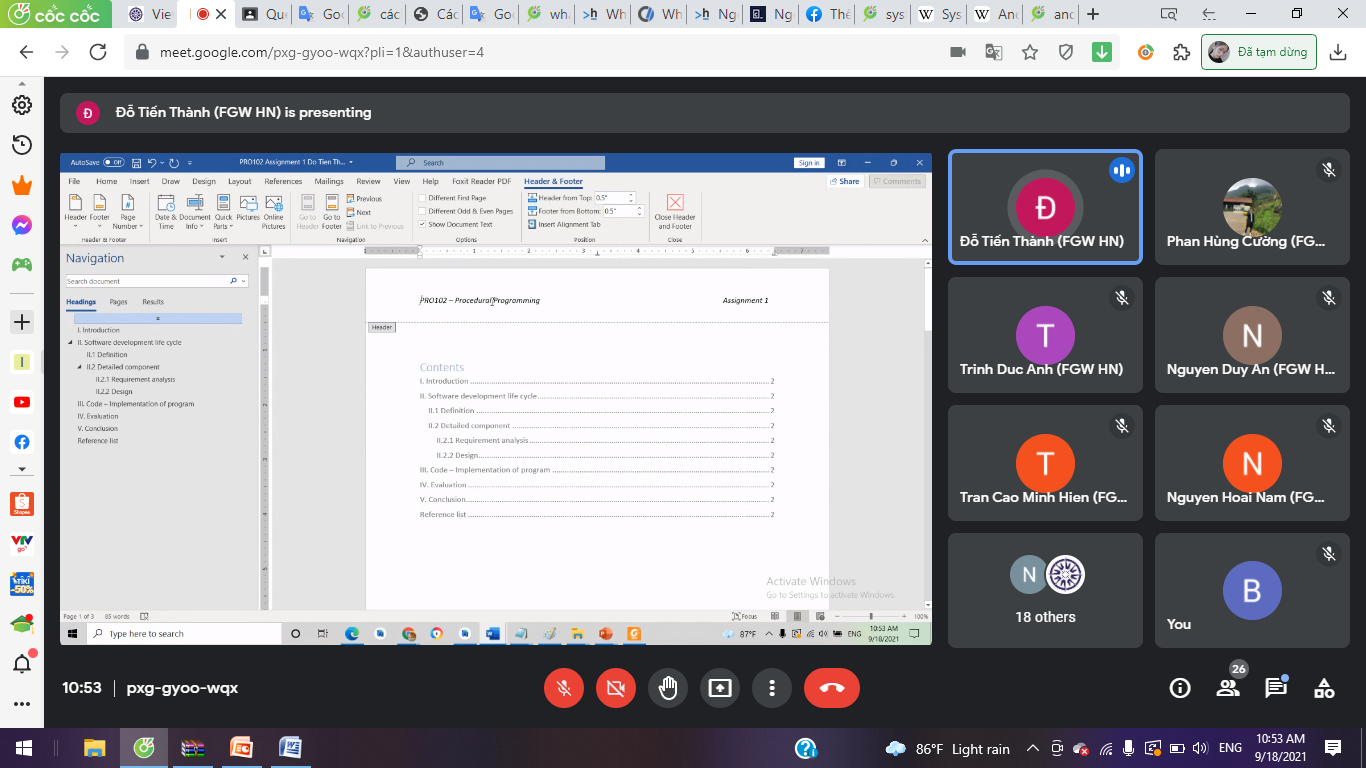 cốc cốc
Vie
Que
Goo
các
Các
Goo
wha
Wh
Wh
Ng
Ng
Thê
sys
Sys
And
and
meet.google.com/pxg-gyoo-wqx?pli=1&authuser=4
Đã tạm dừng
Đ
Đỗ Tiến Thành (FGW HN) is presenting
AutoSave Off
PRO102 Assignment 1 Do Tien Th...
Search
Sign in
File Home Insert Draw Design Layout References Mailings Review View Help Foxit Reader PDF Header & Footer
Share
Comments
Header Footer Page Number
Date & Time Document Info Quick Parts Pictures Online Pictures
Go to Header Go to Footer
Previous
Next
Link to Previous
Different First Page
Different Odd & Even Pages
Show Document Text
Header from Top: 0.5"
Footer from Bottom: 0.5"
Insert Alignment Tab
Close Header and Footer
Header & Footer Insert Navigation Options Position Close
Navigation
Search document
Headings Pages Results
I. Introduction
II. Software development life cycle
II.1 Definition
II.2 Detailed component
II.2.1 Requirement analysis
II.2.2 Design
III. Code – Implementation of program
IV. Evaluation
V. Conclusion
Reference list
PRO102 – Procedural Programming Assignment 1
Header
Contents
I. Introduction 2
II. Software development life cycle 2
II.1 Definition 2
II.2 Detailed component 2
II.2.1 Requirement analysis 2
II.2.2 Design 2
III. Code – Implementation of program 2
IV. Evaluation 2
V. Conclusion 2
Reference list 2
Activate Windows
Go to Settings to activate Windows.
Page 1 of 3 85 words
Focus
100%
Type here to search
87°F
ENG
10:53 AM
9/18/2021
Đ
Đỗ Tiến Thành (FGW HN)
Phan Hùng Cường (FG...
T
Trinh Duc Anh (FGW HN)
N
Nguyen Duy An (FGW H...
T
Tran Cao Minh Hien (FG...
N
Nguyen Hoai Nam (FG...
N
18 others
B
You
I
Shopee
VTV
go
TIKI
-50%
10:53 | pxg-gyoo-wqx
26
86°F Light rain
ENG
10:53 AM
9/18/2021